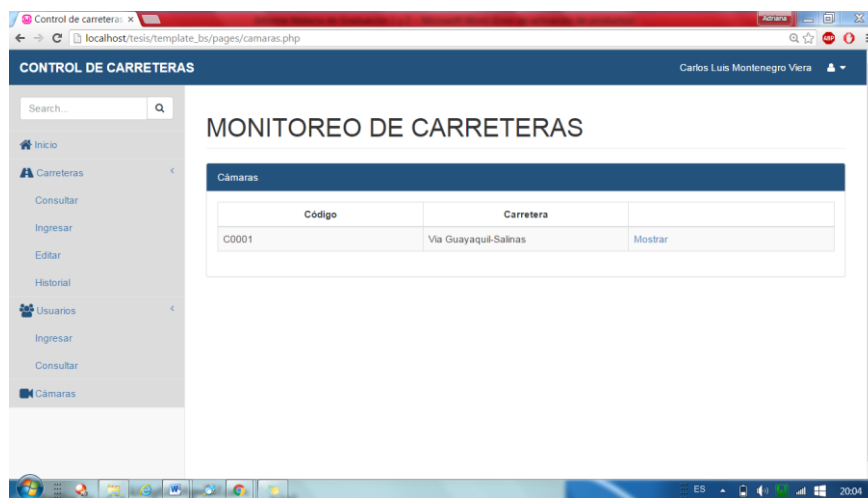 Control de carreteras
Adriana
localhost/tesis/template_bs/pages/camaras.php
ABP
CONTROL DE CARRETERAS
Carlos Luis Montenegro Viera
Search...
MONITOREO DE CARRETERAS
Inicio
Carreteras
Consultar
Ingresar
Editar
Historial
Usuarios
Ingresar
Consultar
Cámaras
Cámaras
Código Carretera
C0001 Via Guayaquil-Salinas Mostrar
ES
20:04